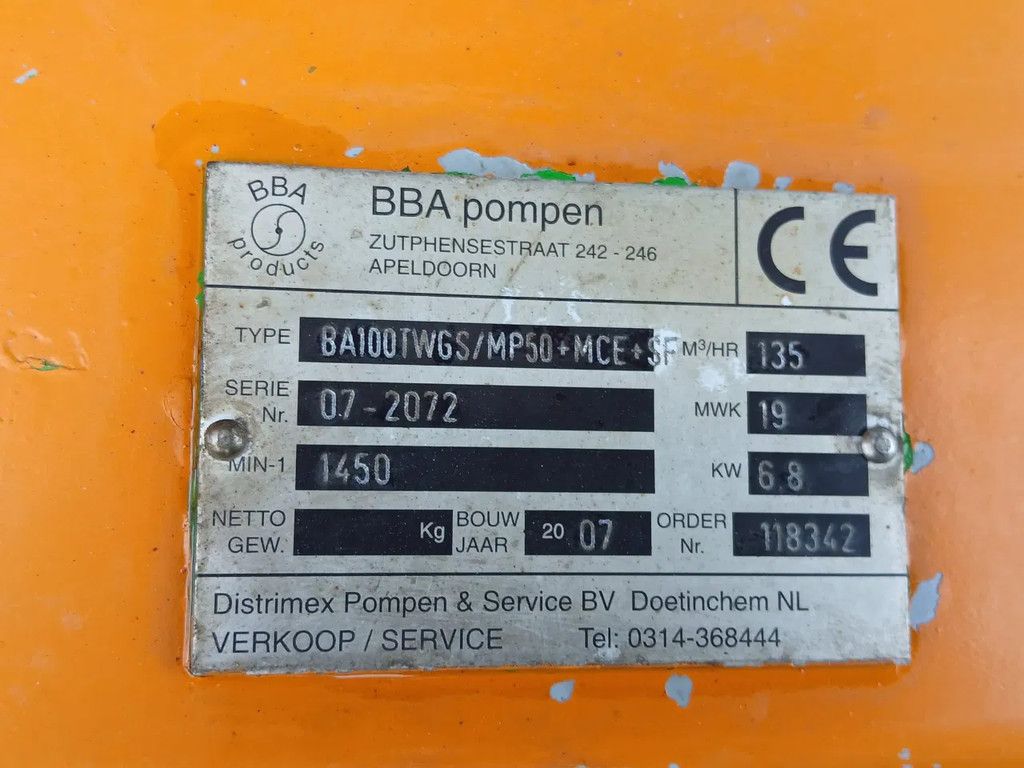 BBA products
BBA pompen
ZUTPHENSESTRAAT 242 - 246
APELDOORN
CE
TYPE BA100TWGS/MP50+MCE+SF M³/HR 135
SERIE Nr. 07-2072 MWK 19
MIN-1 1450 KW 6.8
NETTO GEW. Kg BOUW JAAR 20 07 ORDER Nr. 118342
Distrimex Pompen & Service BV Doetinchem NL
VERKOOP / SERVICE Tel: 0314-368444